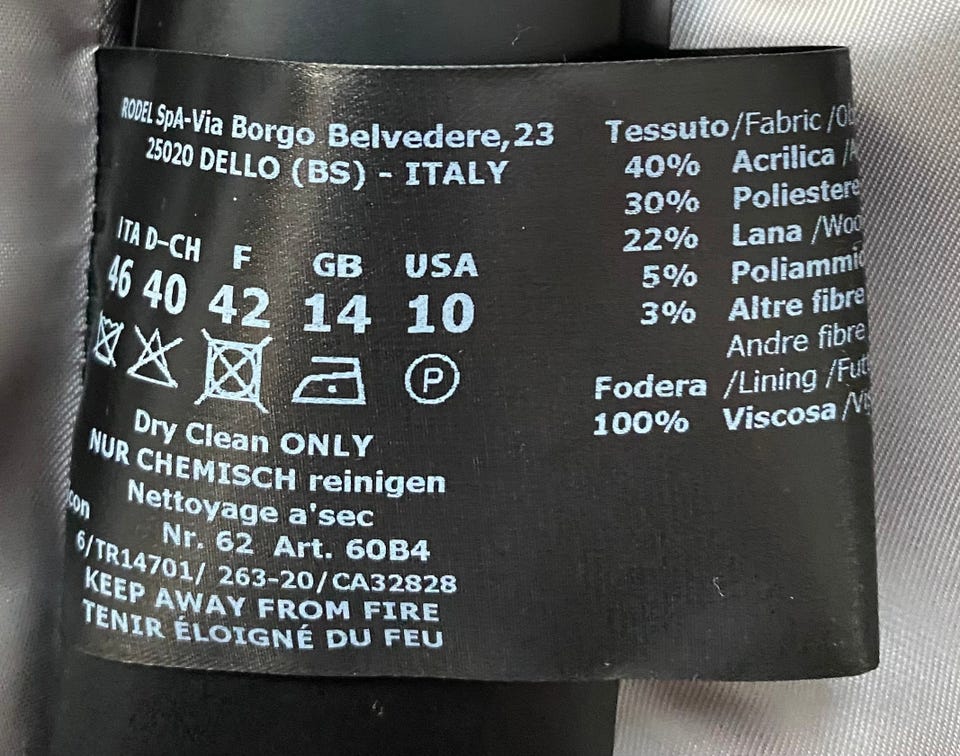 RODEL SpA-Via Borgo Belvedere,23
25020 DELLO (BS) - ITALY
ITA D-CH F GB USA
46 40 42 14 10
P
Dry Clean ONLY
NUR CHEMISCH reinigen
Nettoyage a'sec
Nr. 62 Art. 60B4
6/TR14701/ 263-20/CA32828
KEEP AWAY FROM FIRE
TENIR ÉLOIGNÉ DU FEU
Tessuto/Fabric
40% Acrilica
30% Poliestere
22% Lana
5%
3% Altre fibre
Andre fibre
Fodera /Lining
100% Viscosa